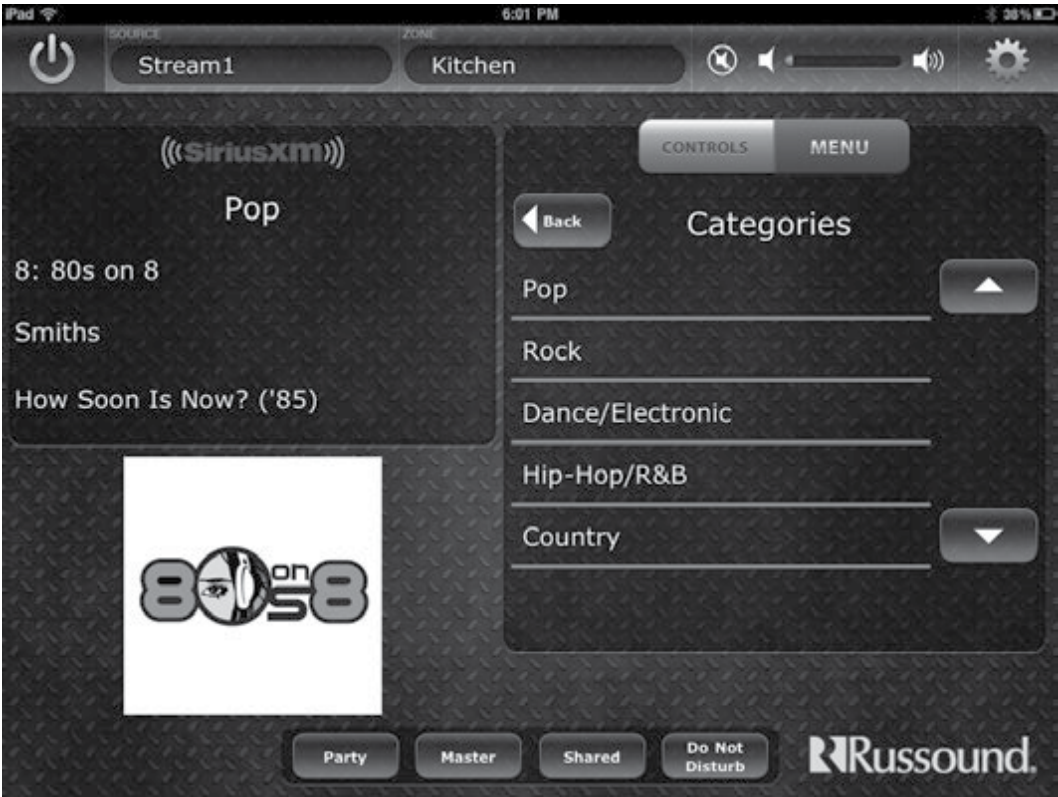 iPad 6:01 PM 38%
SOURCE ZONE
Stream1 Kitchen
CONTROLS MENU
(((SiriusXM)))
Pop
8: 80s on 8
Smiths
How Soon Is Now? ('85)
Back
Categories
Pop
Rock
Dance/Electronic
Hip-Hop/R&B
Country
80s on 8
Party
Master
Shared
Do Not
Disturb
Russound.